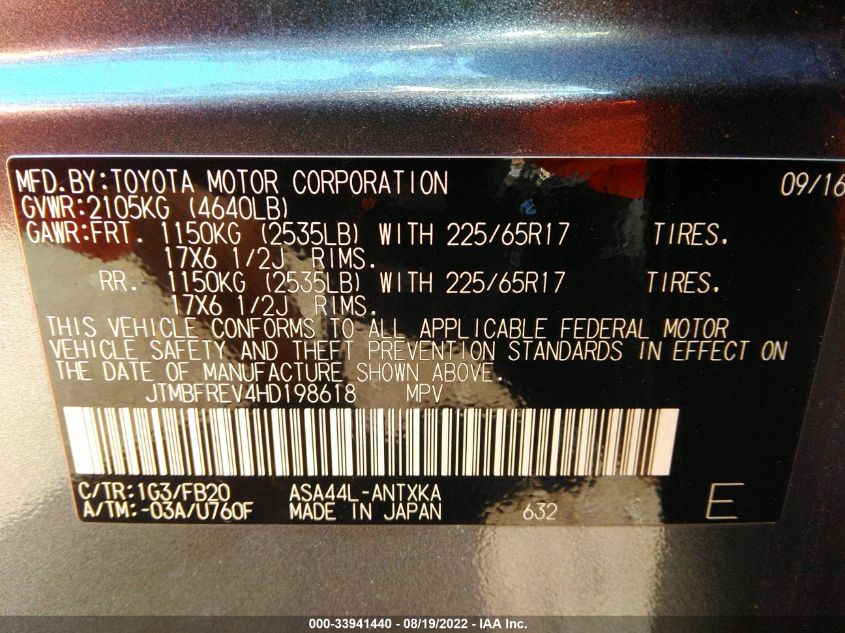 MFD.BY:TOYOTA MOTOR CORPORATION 09/16
GVWR:2105KG (4640LB)
GAWR:FRT. 1150KG (2535LB) WITH 225/65R17 TIRES.
17X6 1/2J RIMS.
RR. 1150KG (2535LB) WITH 225/65R17 TIRES.
17X6 1/2J RIMS.
THIS VEHICLE CONFORMS TO ALL APPLICABLE FEDERAL MOTOR
VEHICLE SAFETY AND THEFT PREVENTION STANDARDS IN EFFECT ON
THE DATE OF MANUFACTURE SHOWN ABOVE.
JTMBFREV4HD198618 MPV
C/TR:1G3/FB20 ASA44L-ANTXKA
A/TM:-03A/U760F MADE IN JAPAN 632 E
000-33941440 - 08/19/2022 - IAA Inc.